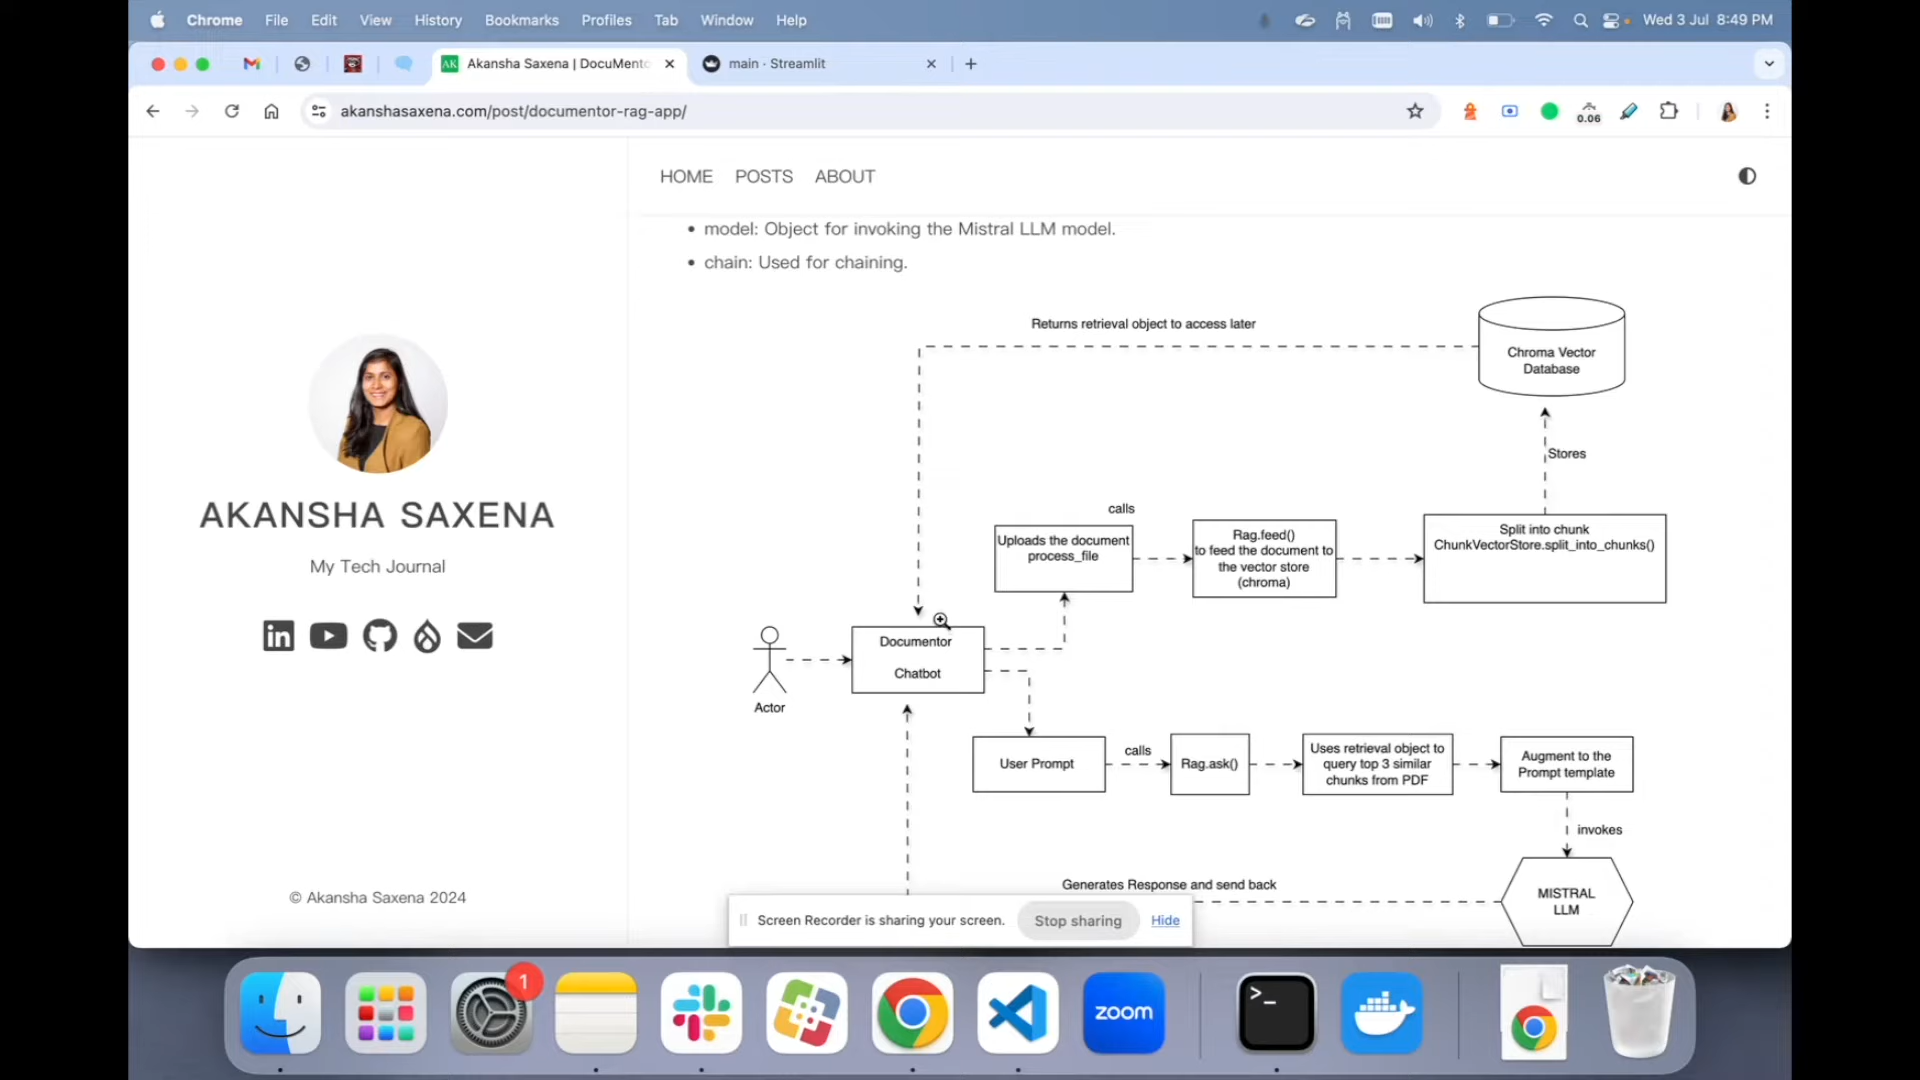 Chrome File Edit View History Bookmarks Profiles Tab Window Help
Wed 3 Jul 8:49 PM
AK Akansha Saxena | DocuMento
main · Streamlit
akanshasaxena.com/post/documentor-rag-app/
0.06
HOME POSTS ABOUT
AKANSHA SAXENA
My Tech Journal
© Akansha Saxena 2024
• model: Object for invoking the Mistral LLM model.
• chain: Used for chaining.
Returns retrieval object to access later
Chroma Vector
Database
Stores
calls
Uploads the document
process_file
Rag.feed()
to feed the document to
the vector store
(chroma)
Split into chunk
ChunkVectorStore.split_into_chunks()
Actor
Documentor
Chatbot
User Prompt
calls
Rag.ask()
Uses retrieval object to
query top 3 similar
chunks from PDF
Augment to the
Prompt template
invokes
Generates Response and send back
MISTRAL
LLM
Screen Recorder is sharing your screen. Stop sharing Hide
1
zoom
>_